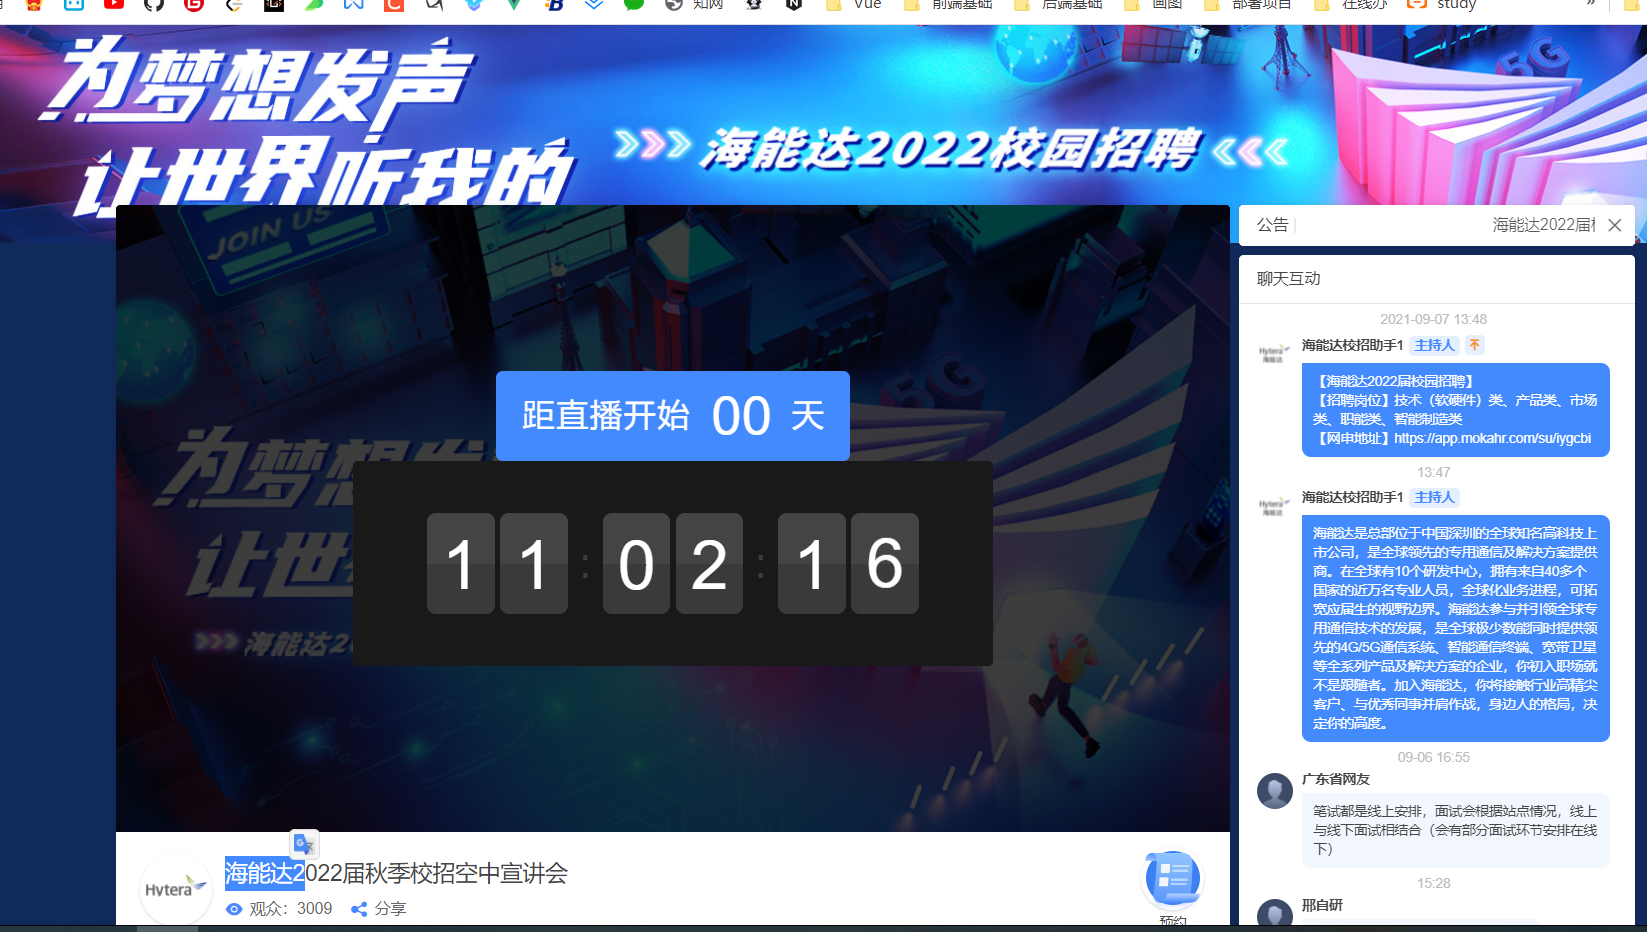 知网
Vue
前端基础
后端基础
画图
部署项目
在线办
study
»
为梦想发声
让世界听我的
海能达2022校园招聘
5G
JOIN US
公告
海能达2022届
聊天互动
2021-09-07 13:48
海能达校招助手1 主持人
【海能达2022届校园招聘】
【招聘岗位】技术（软硬件）类、产品类、市场
类、职能类、智能制造类
【网申地址】https://app.mokahr.com/su/iygcbi
13:47
海能达校招助手1 主持人
海能达是总部位于中国深圳的全球知名高科技上
市公司，是全球领先的专用通信及解决方案提供
商。在全球有10个研发中心，拥有来自40多个
国家的近万名专业人员，全球化业务进程，可拓
宽应届生的视野边界。海能达参与并引领全球专
用通信技术的发展，是全球极少数能同时提供领
先的4G/5G通信系统、智能通信终端、宽带卫星
等全系列产品及解决方案的企业，你初入职场就
不是跟随者。加入海能达，你将接触行业高精尖
客户、与优秀同事并肩作战，身边人的格局，决
定你的高度。
09-06 16:55
广东省网友
笔试都是线上安排，面试会根据站点情况，线上
与线下面试相结合（会有部分面试环节安排在线
下）
15:28
邢自研
距直播开始 00 天
11:02:16
5G
为梦想
让世
海能达20
Hytera
海能达2022届秋季校招空中宣讲会
观众：3009 分享
预约